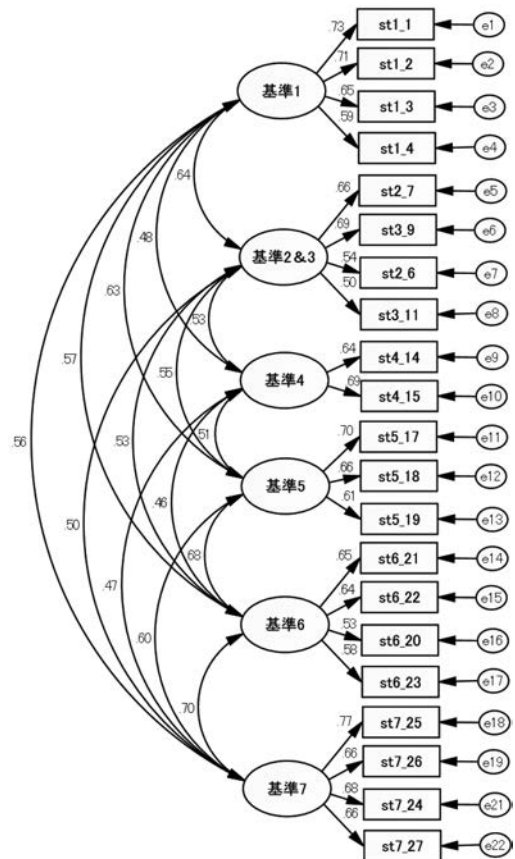 .73 st1_1 e1
.71 st1_2 e2
基準1 .65 st1_3 e3
.59 st1_4 e4
.64
.66 st2_7 e5
.48 .69 st3_9 e6
基準2&3 .54 st2_6 e7
.63 .50 st3_11 e8
.53
.57 .64 st4_14 e9
.55 基準4 .69 st4_15 e10
.56 .53 .51
.70 st5_17 e11
.50 .46 基準5 .66 st5_18 e12
.61 st5_19 e13
.47 .68
.65 st6_21 e14
.60 基準6 .64 st6_22 e15
.53 st6_20 e16
.58 st6_23 e17
.70
.77 st7_25 e18
基準7 .66 st7_26 e19
.68 st7_24 e21
.66 st7_27 e22